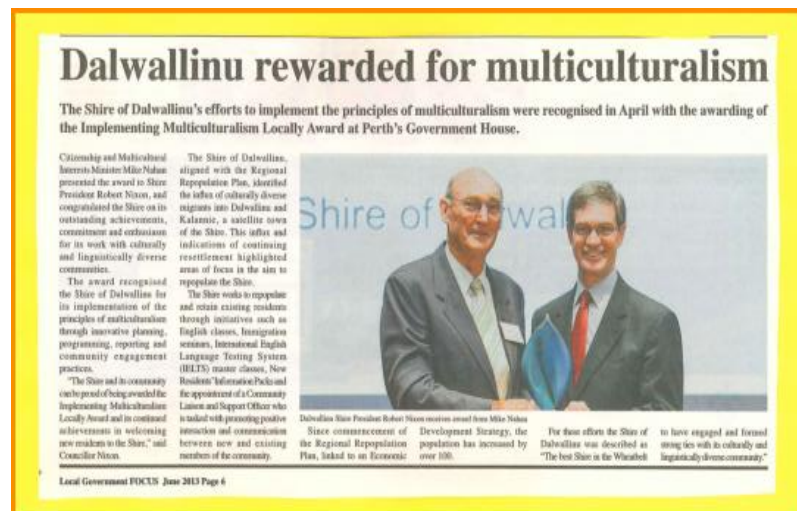 Dalwallinu rewarded for multiculturalism
The Shire of Dalwallinu's efforts to implement the principles of multiculturalism were recognised in April with the awarding of
the Implementing Multiculturalism Locally Award at Perth's Government House.
Citizenship and Multicultural
Interests Minister Mike Nahan
presented the award to Shire
President Robert Nixon, and
congratulated the Shire on its
outstanding achievements,
commitment and enthusiasm
for its work with culturally
and linguistically diverse
communities.
The award recognised
the Shire of Dalwallinu for
its implementation of the
principles of multiculturalism
through innovative planning,
programming, reporting and
community engagement
practices.
"The Shire and its community
can be proud of being awarded the
Implementing Multiculturalism
Locally Award and its continued
achievements in welcoming
new residents to the Shire," said
Councillor Nixon.
The Shire of Dalwallinu,
aligned with the Regional
Repopulation Plan, identified
the influx of culturally diverse
migrants into Dalwallinu and
Kalannie, a satellite town
of the Shire. This influx and
indications of continuing
resettlement highlighted
areas of focus in the aim to
repopulate the Shire.
The Shire works to repopulate
and retain existing residents
through initiatives such as
English classes, Immigration
seminars, International English
Language Testing System
(IELTS) master classes, New
Residents' Information Packs and
the appointment of a Community
Liaison and Support Officer who
is tasked with promoting positive
interaction and communication
between new and existing
members of the community.
Shire of wal
Dalwallinu Shire President Robert Nixon receives award from Mike Nahan
Since commencement of
the Regional Repopulation
Plan, linked to an Economic
Development Strategy, the
population has increased by
over 100.
For these efforts the Shire of
Dalwallinu was described as
"The best Shire in the Wheatbelt
to have engaged and formed
strong ties with its culturally and
linguistically diverse community."
Local Government FOCUS June 2013 Page 6